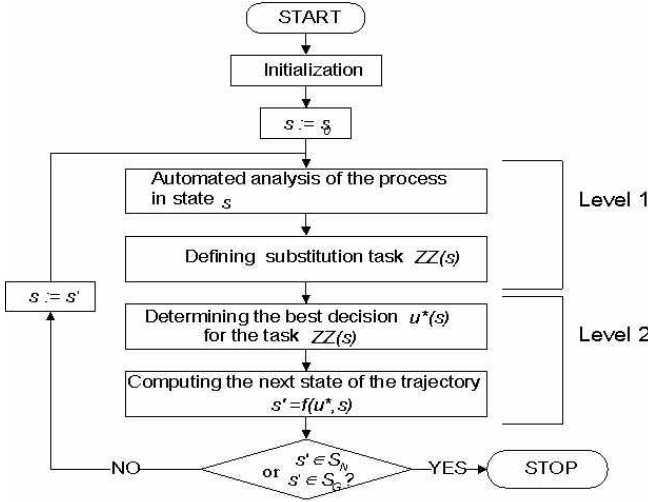 START
Initialization
s := s0
Automated analysis of the process
in state s
Level 1
Defining substitution task ZZ(s)
s := s'
Determining the best decision u*(s)
for the task ZZ(s)
Level 2
Computing the next state of the trajectory
s'=f(u*,s)
s' ∈ SN
or s' ∈ SG?
NO
YES
STOP